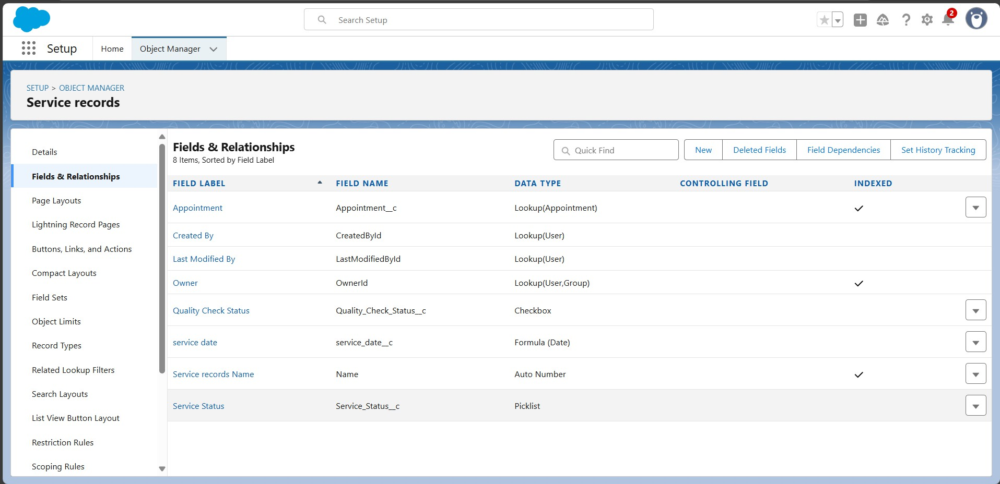 Search Setup
2
Setup
Home
Object Manager
SETUP > OBJECT MANAGER
Service records
Details
Fields & Relationships
Page Layouts
Lightning Record Pages
Buttons, Links, and Actions
Compact Layouts
Field Sets
Object Limits
Record Types
Related Lookup Filters
Search Layouts
List View Button Layout
Restriction Rules
Scoping Rules
Fields & Relationships
8 Items, Sorted by Field Label
Quick Find
New
Deleted Fields
Field Dependencies
Set History Tracking
FIELD LABEL FIELD NAME DATA TYPE CONTROLLING FIELD INDEXED
Appointment Appointment__c Lookup(Appointment)
Created By CreatedById Lookup(User)
Last Modified By LastModifiedById Lookup(User)
Owner OwnerId Lookup(User,Group)
Quality Check Status Quality_Check_Status__c Checkbox
service date service_date__c Formula (Date)
Service records Name Name Auto Number
Service Status Service_Status__c Picklist